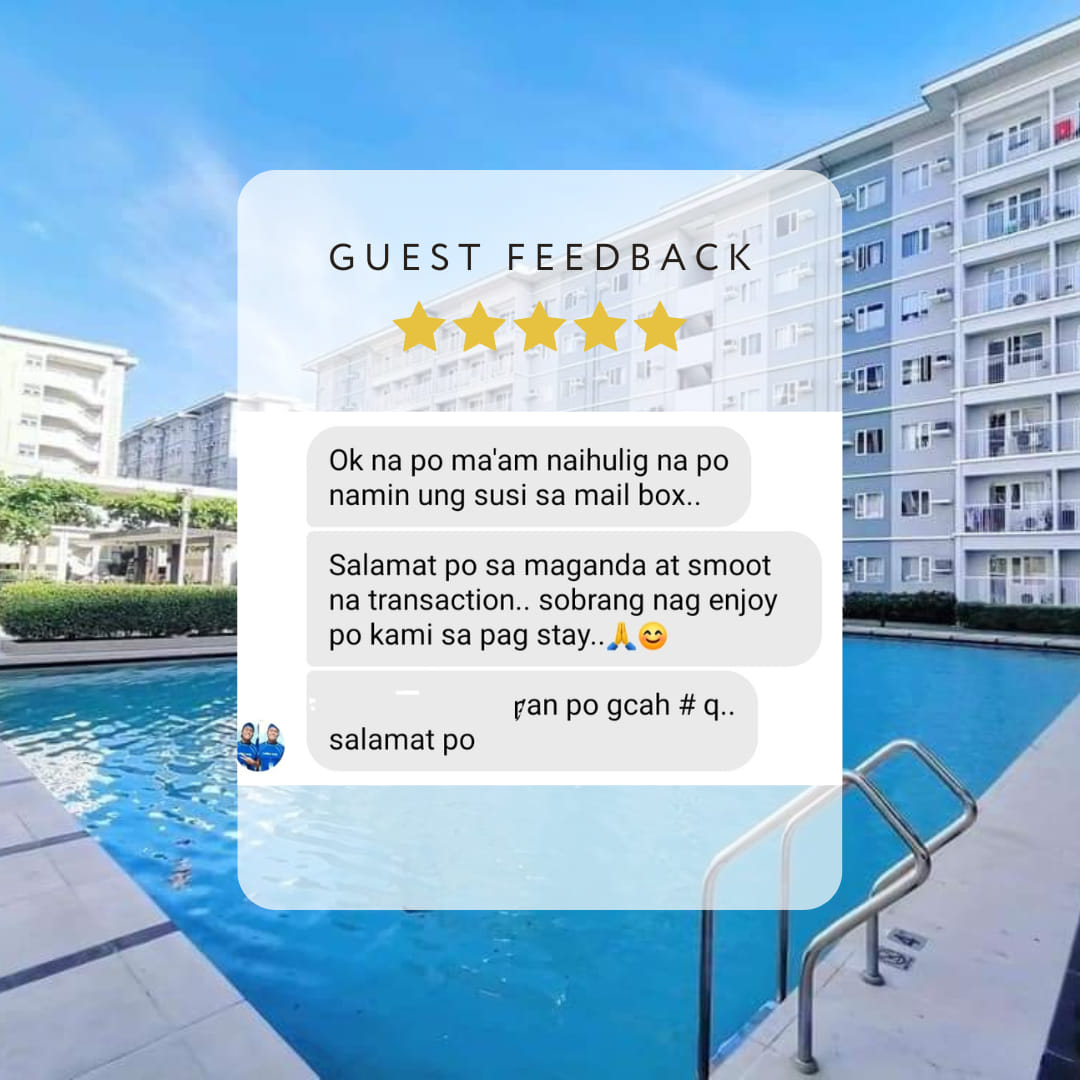 GUEST FEEDBACK
Ok na po ma'am naihulig na po
namin ung susi sa mail box..
Salamat po sa maganda at smoot
na transaction.. sobrang nag enjoy
po kami sa pag stay..🙏😊
po gcah # q..
salamat po